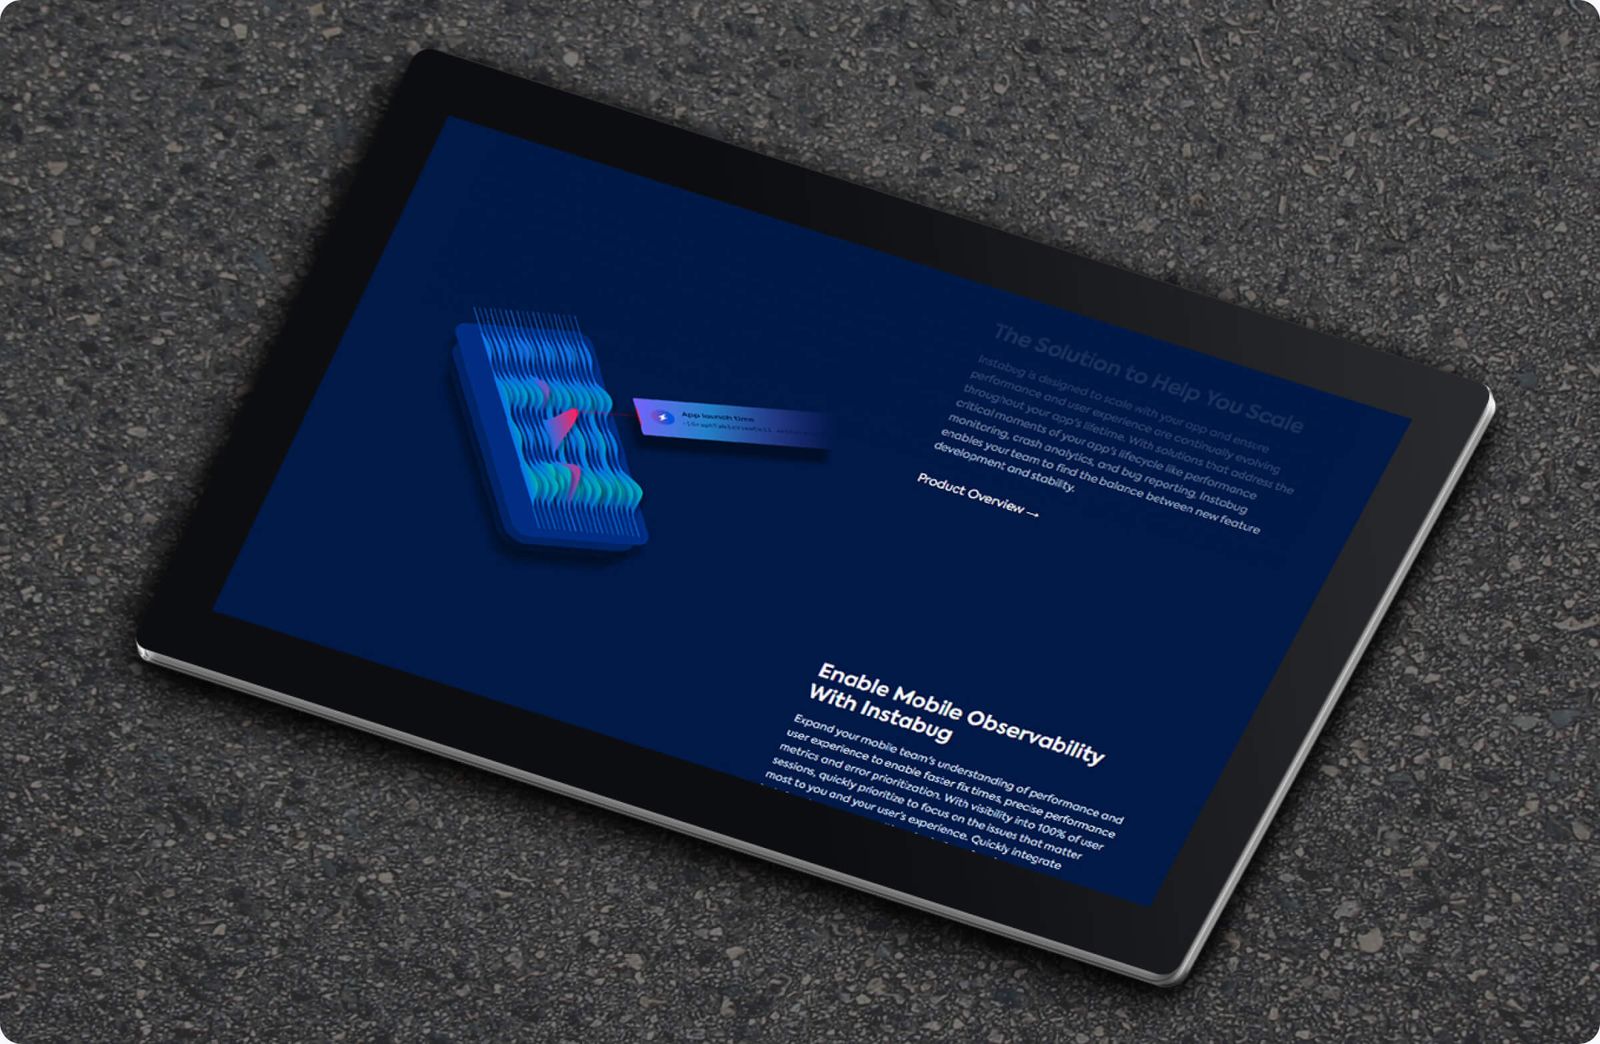 App launch time
The Solution to Help You Scale
Instabug is designed to scale with your app and ensure
performance and user experience are continually evolving
throughout your app's lifetime. With solutions that address the
critical moments of your app's lifecycle like performance
monitoring, crash analytics, and bug reporting, Instabug
enables your team to find the balance between new feature
development and stability.
Product Overview →
Enable Mobile Observability
With Instabug
Expand your mobile team's understanding of performance and
user experience to enable faster fix times, precise performance
metrics and error prioritization. With visibility into 100% of user
sessions, quickly prioritize to focus on the issues that matter
most to you and your user's experience. Quickly integrate